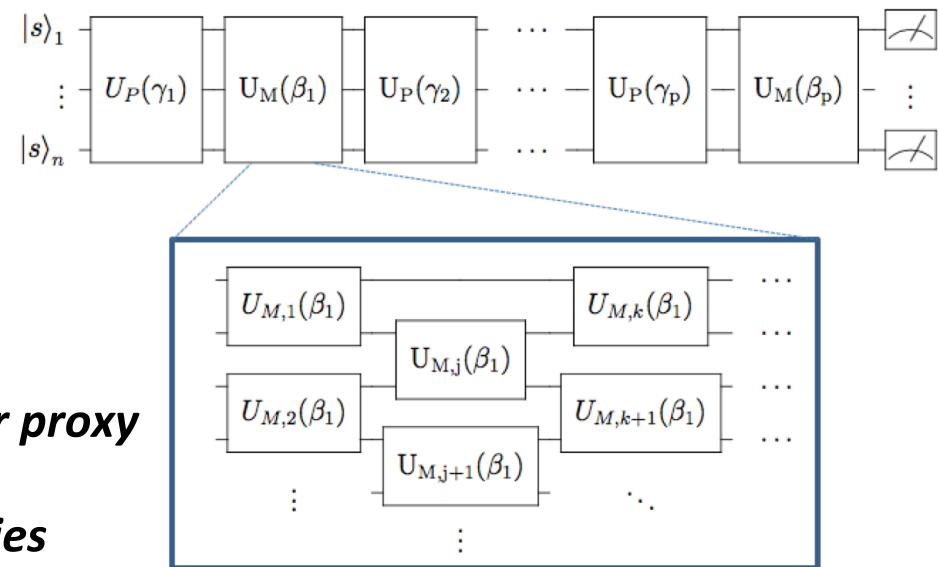 |s⟩₁ U_P(γ₁) U_M(β₁) U_P(γ₂) ⋯ U_P(γ_p) U_M(β_p)
⋮ ⋯ ⋮
|s⟩ₙ ⋯
U_{M,1}(β₁) U_{M,k}(β₁) ⋯
U_{M,j}(β₁) ⋯
U_{M,2}(β₁) U_{M,k+1}(β₁) ⋯
r proxy
U_{M,j+1}(β₁) ⋯
⋮ ⋱
ies
⋮